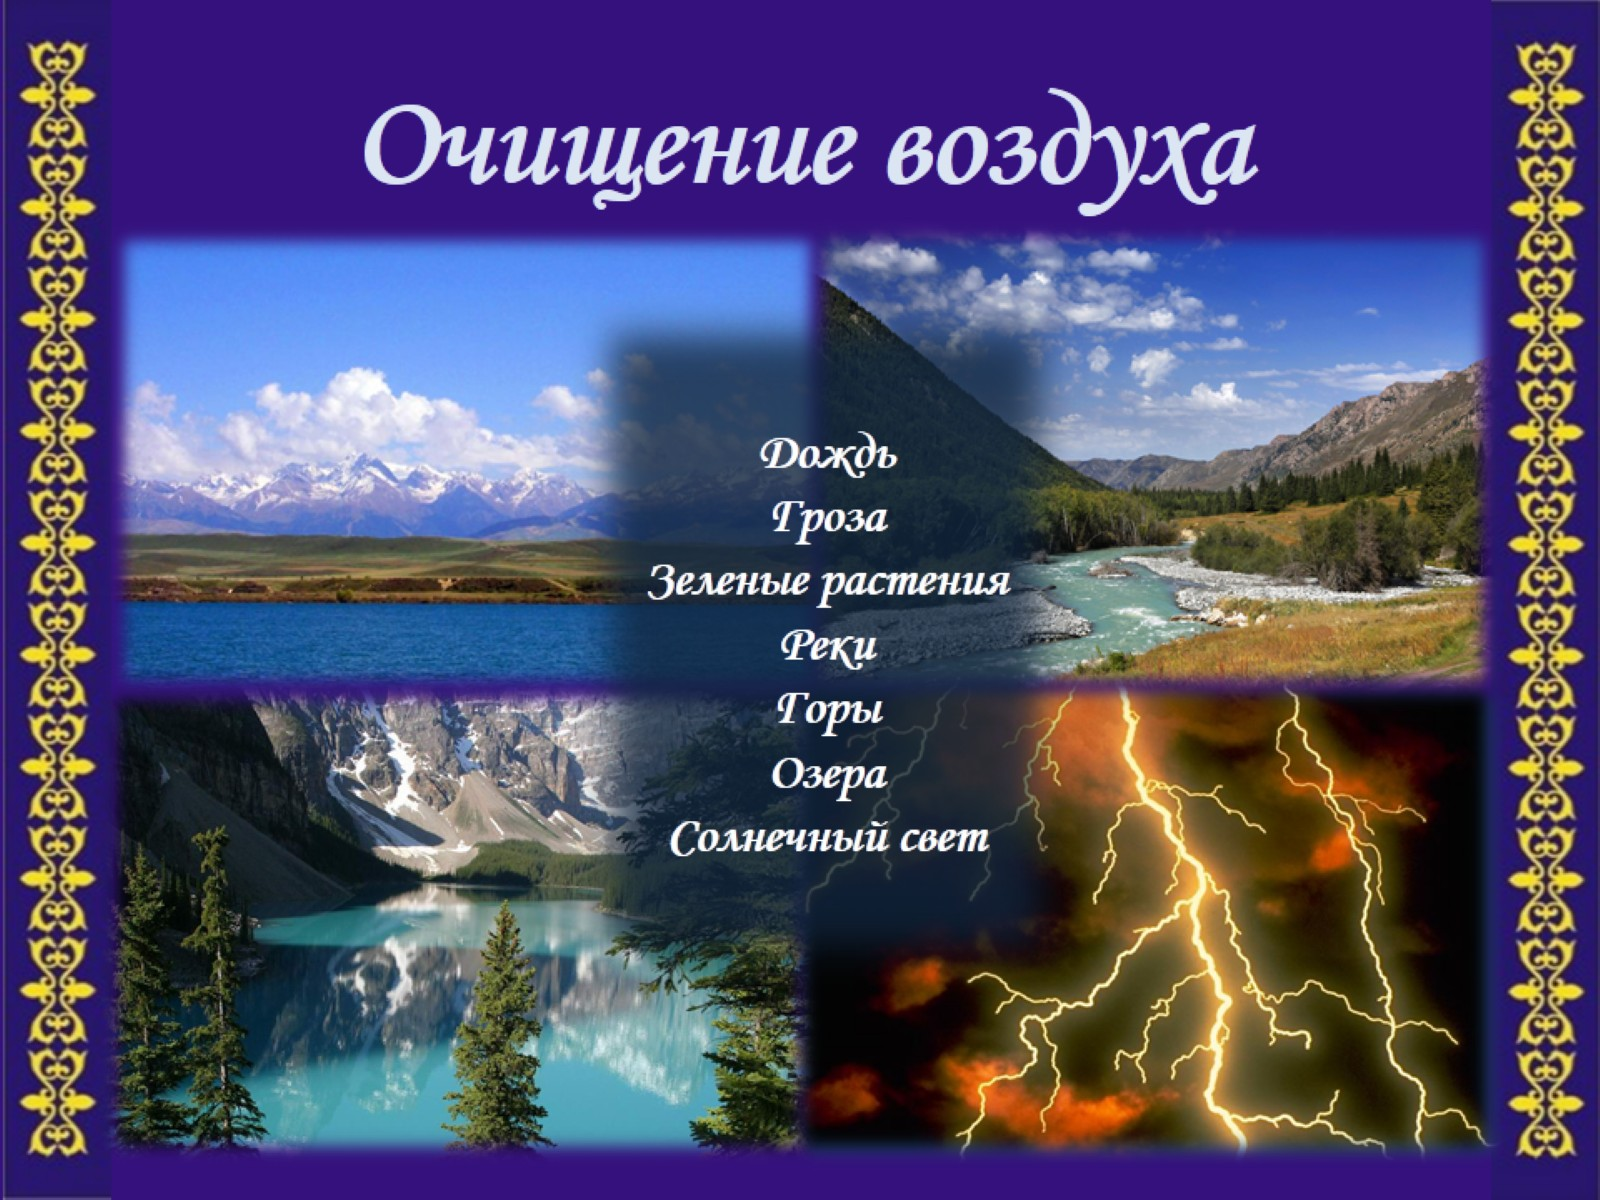 Очищение воздуха
Дождь
Гроза
Зеленые растения
Реки
Горы
Озера
Солнечный свет